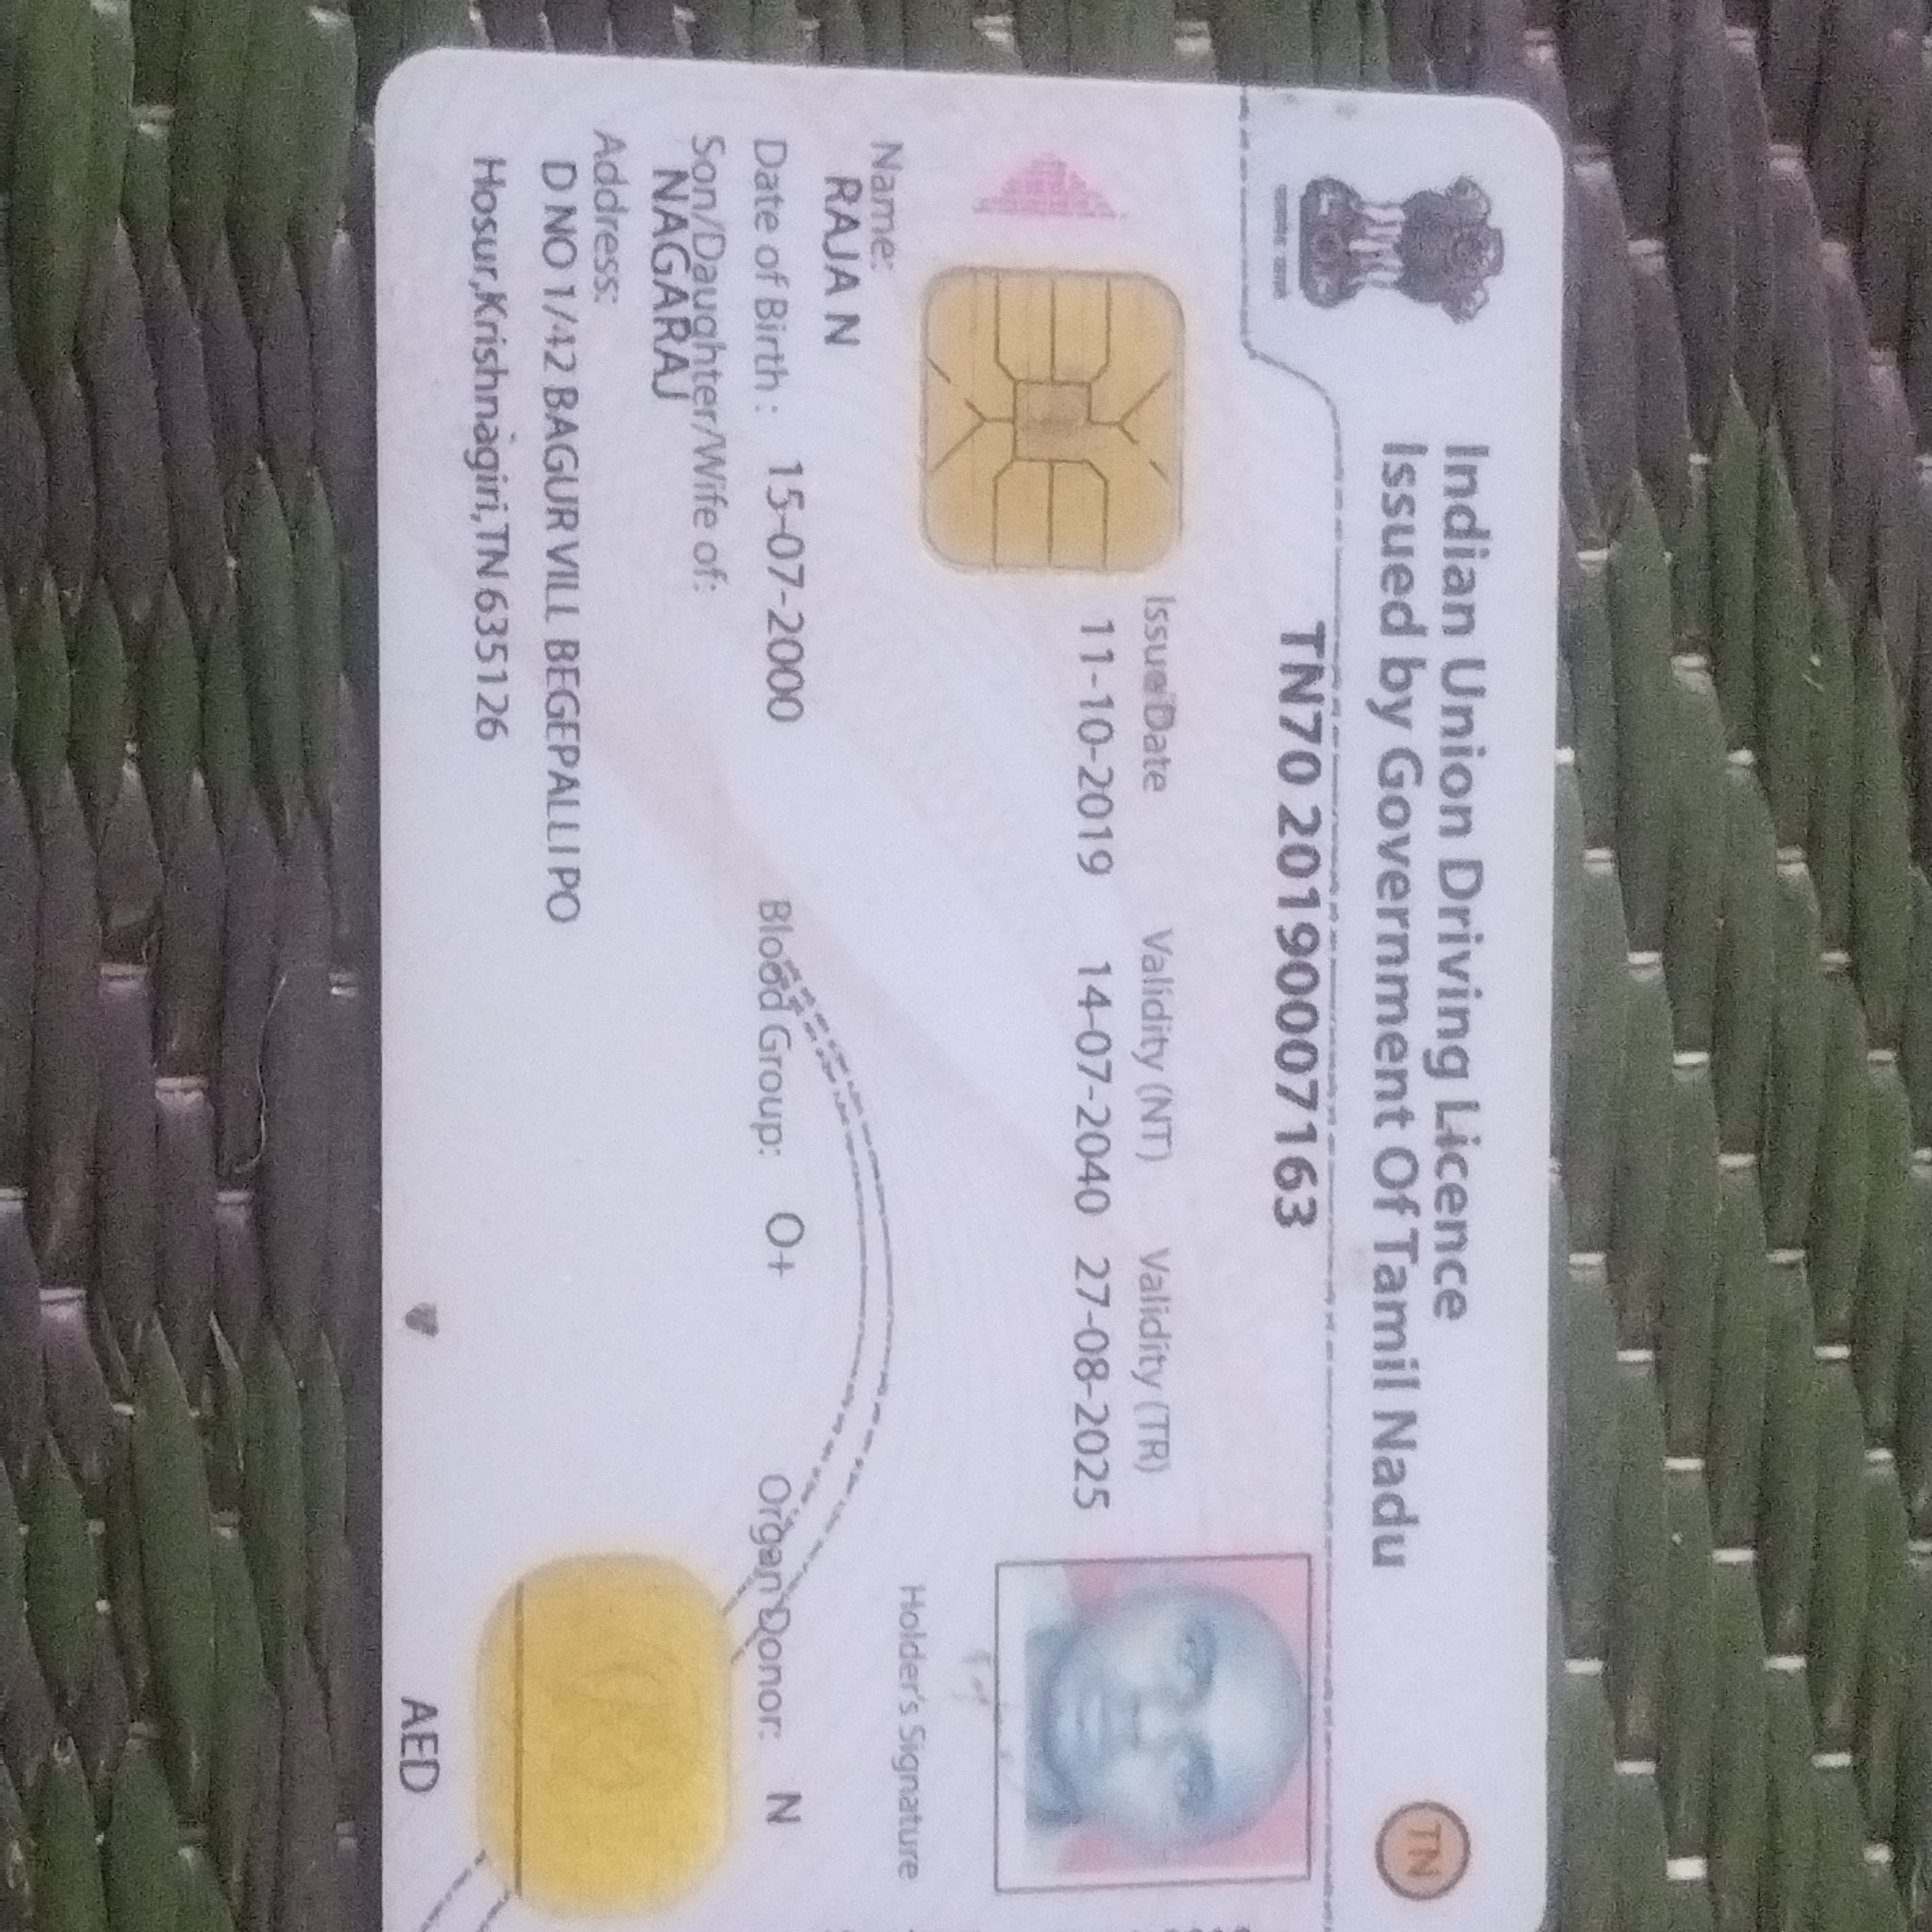 Indian Union Driving Licence
Issued by Government Of Tamil Nadu
TN
TN70 20190007163
Issue Date Validity (NT) Validity (TR)
11-10-2019 14-07-2040 27-08-2025
Holder's Signature
Name:
RAJA N
Date of Birth : 15-07-2000 Blood Group: O+ Organ Donor: N
Son/Daughter/Wife of:
NAGARAJ
Address:
D NO 1/42 BAGUR VILL BEGEPALLI PO
Hosur,Krishnagiri,TN 635126
AED